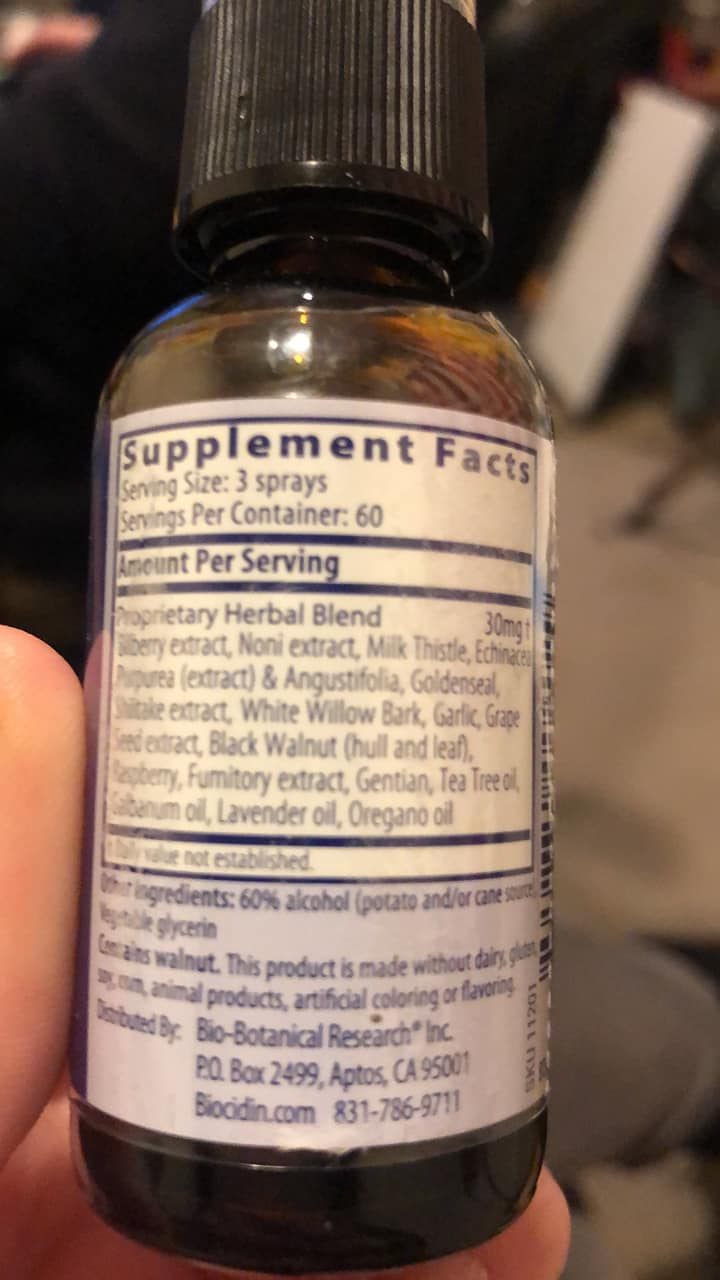 Supplement Facts
Serving Size: 3 sprays
Servings Per Container: 60
Amount Per Serving
Proprietary Herbal Blend 30mg†
Bilberry extract, Noni extract, Milk Thistle, Echinacea
Purpurea (extract) & Angustifolia, Goldenseal,
Shiitake extract, White Willow Bark, Garlic, Grape
Seed extract, Black Walnut (hull and leaf),
Raspberry, Fumitory extract, Gentian, Tea Tree oil,
Galbanum oil, Lavender oil, Oregano oil
† Daily value not established.
Other ingredients: 60% alcohol (potato and/or cane source)
Vegetable glycerin
Contains walnut. This product is made without dairy, gluten,
soy, corn, animal products, artificial coloring or flavoring.
Distributed By: Bio-Botanical Research® Inc.
P.O. Box 2499, Aptos, CA 95001
Biocidin.com 831-786-9711
SKU 11201